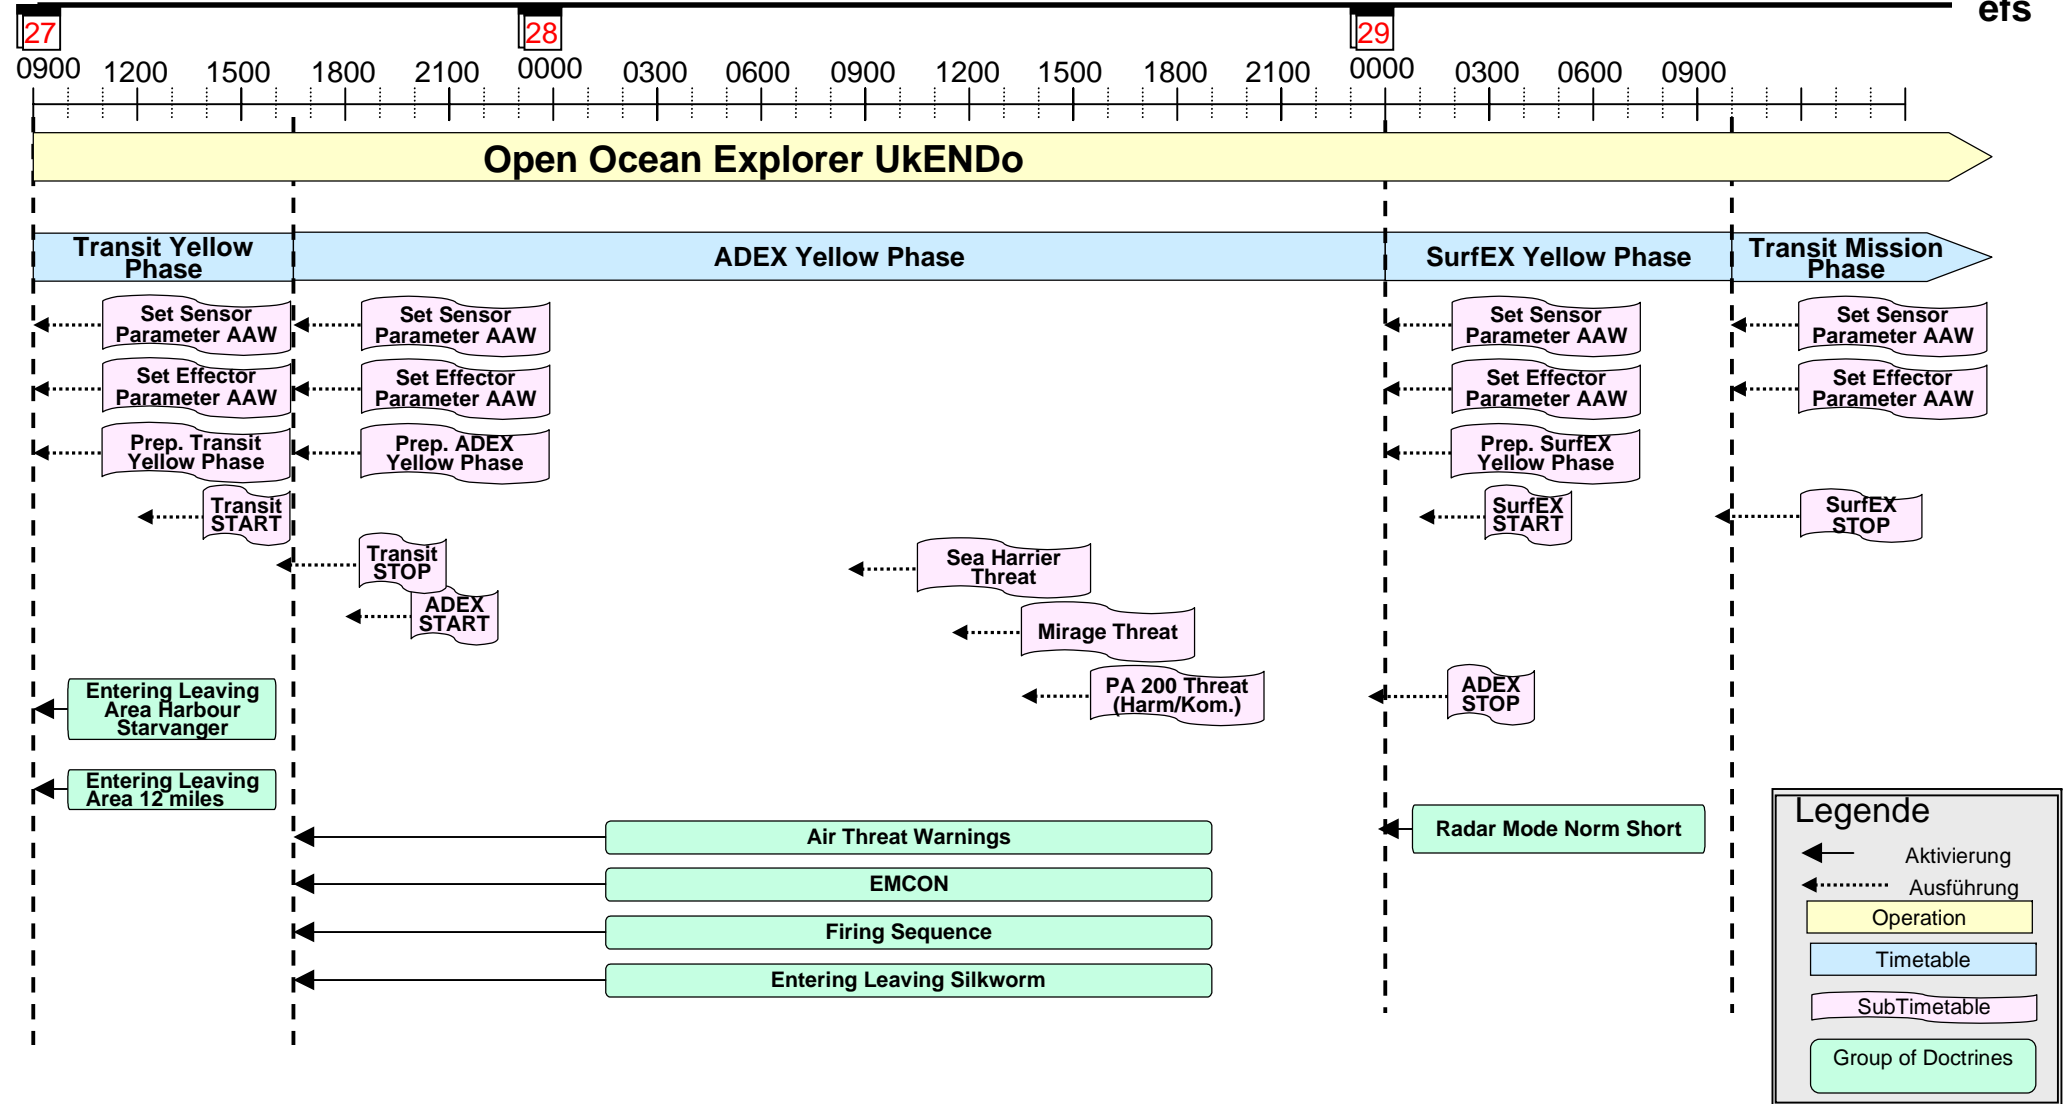 efs
27
28
29
0900 1200 1500 1800 2100 0000 0300 0600 0900 1200 1500 1800 2100 0000 0300 0600 0900
Open Ocean Explorer UkENDo
Transit Yellow
Phase
ADEX Yellow Phase
SurfEX Yellow Phase
Transit Mission
Phase
Set Sensor
Parameter AAW
Set Sensor
Parameter AAW
Set Sensor
Parameter AAW
Set Sensor
Parameter AAW
Set Effector
Parameter AAW
Set Effector
Parameter AAW
Set Effector
Parameter AAW
Set Effector
Parameter AAW
Prep. Transit
Yellow Phase
Prep. ADEX
Yellow Phase
Prep. SurfEX
Yellow Phase
Transit
START
SurfEX
START
SurfEX
STOP
Transit
STOP
Sea Harrier
Threat
ADEX
START
Mirage Threat
PA 200 Threat
(Harm/Kom.)
ADEX
STOP
Entering Leaving
Area Harbour
Starvanger
Entering Leaving
Area 12 miles
Air Threat Warnings
Radar Mode Norm Short
EMCON
Firing Sequence
Entering Leaving Silkworm
Legende
Aktivierung
Ausführung
Operation
Timetable
SubTimetable
Group of Doctrines